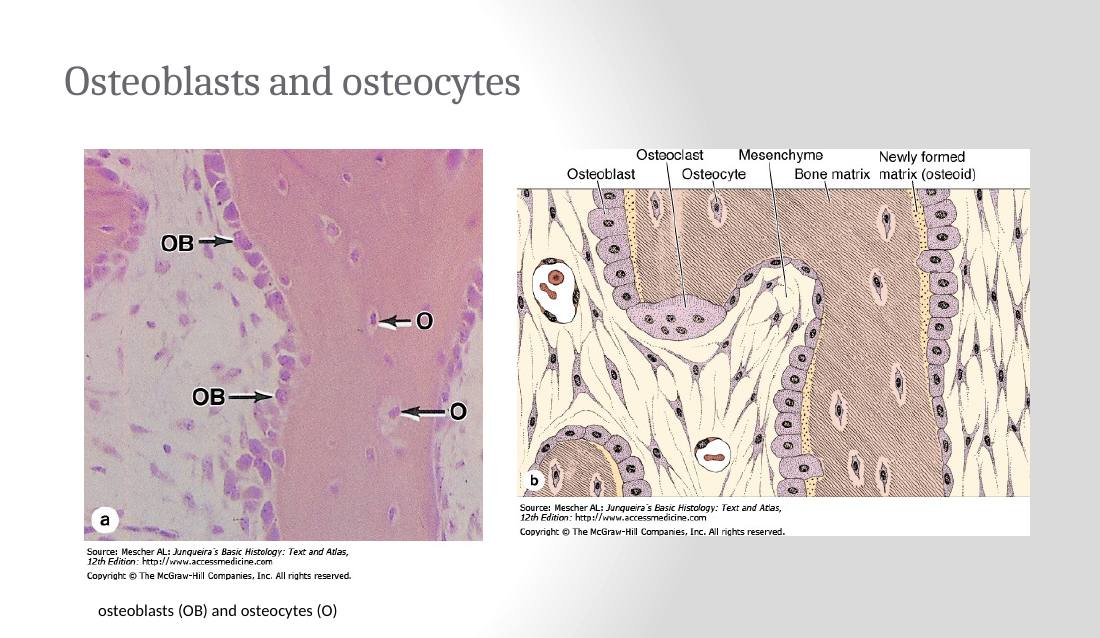 Osteoblasts and osteocytes
OB
O
OB
O
a
Source: Mescher AL: Junqueira's Basic Histology: Text and Atlas,
12th Edition: http://www.accessmedicine.com
Copyright © The McGraw-Hill Companies, Inc. All rights reserved.
osteoblasts (OB) and osteocytes (O)
Osteoclast Mesenchyme Newly formed
Osteoblast Osteocyte Bone matrix matrix (osteoid)
b
Source: Mescher AL: Junqueira's Basic Histology: Text and Atlas,
12th Edition: http://www.accessmedicine.com
Copyright © The McGraw-Hill Companies, Inc. All rights reserved.